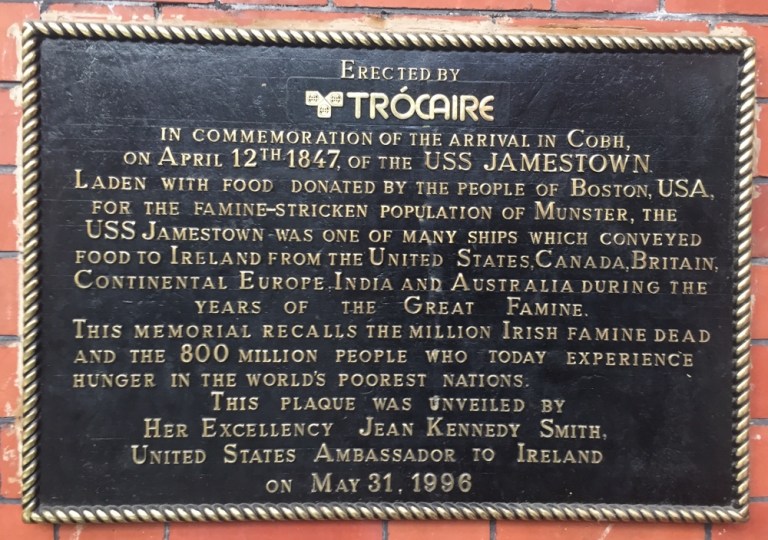 Erected by
TRÓCAIRE
in commemoration of the arrival in Cobh,
on April 12TH 1847, of the USS JAMESTOWN.
Laden with food donated by the people of Boston, USA,
for the famine-stricken population of Munster, the
USS Jamestown was one of many ships which conveyed
food to Ireland from the United States, Canada, Britain,
Continental Europe, India and Australia during the
years of the Great Famine.
This memorial recalls the million Irish famine dead
and the 800 million people who today experience
hunger in the world's poorest nations.
This plaque was unveiled by
Her Excellency Jean Kennedy Smith,
United States Ambassador to Ireland
on May 31, 1996